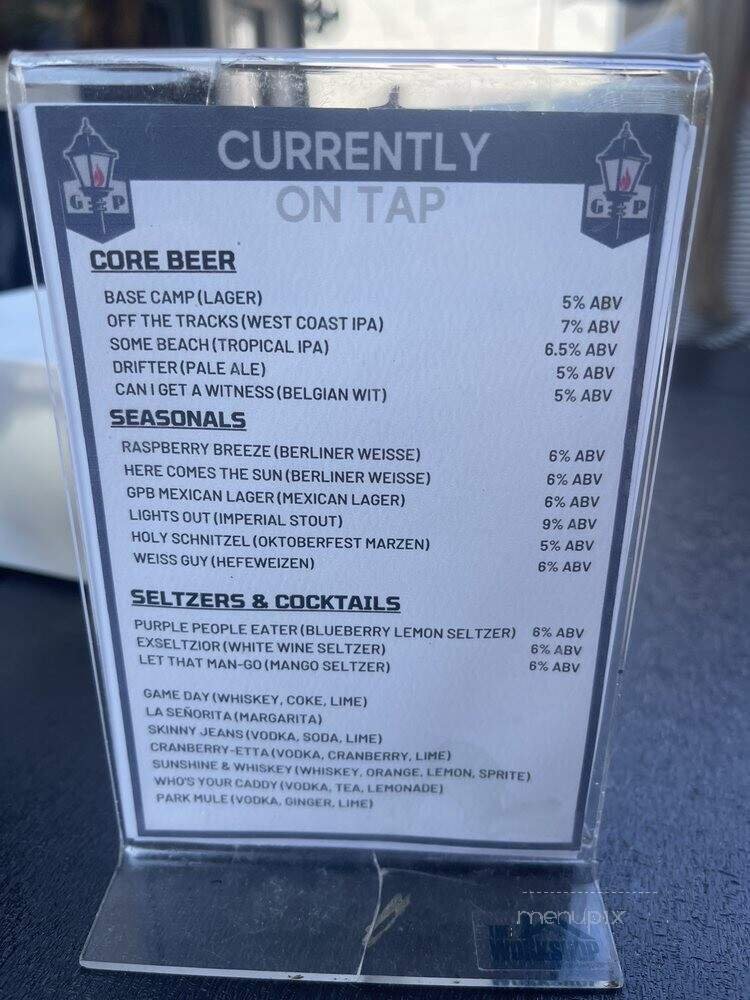 CURRENTLY
ON TAP
G P
G P
CORE BEER
BASE CAMP (LAGER) 5% ABV
OFF THE TRACKS (WEST COAST IPA) 7% ABV
SOME BEACH (TROPICAL IPA) 6.5% ABV
DRIFTER (PALE ALE) 5% ABV
CAN I GET A WITNESS (BELGIAN WIT) 5% ABV
SEASONALS
RASPBERRY BREEZE (BERLINER WEISSE) 6% ABV
HERE COMES THE SUN (BERLINER WEISSE) 6% ABV
GPB MEXICAN LAGER (MEXICAN LAGER) 6% ABV
LIGHTS OUT (IMPERIAL STOUT) 9% ABV
HOLY SCHNITZEL (OKTOBERFEST MARZEN) 5% ABV
WEISS GUY (HEFEWEIZEN) 6% ABV
SELTZERS & COCKTAILS
PURPLE PEOPLE EATER (BLUEBERRY LEMON SELTZER) 6% ABV
EXSELTZIOR (WHITE WINE SELTZER) 6% ABV
LET THAT MAN-GO (MANGO SELTZER) 6% ABV
GAME DAY (WHISKEY, COKE, LIME)
LA SEÑORITA (MARGARITA)
SKINNY JEANS (VODKA, SODA, LIME)
CRANBERRY-ETTA (VODKA, CRANBERRY, LIME)
SUNSHINE & WHISKEY (WHISKEY, ORANGE, LEMON, SPRITE)
WHO'S YOUR CADDY (VODKA, TEA, LEMONADE)
PARK MULE (VODKA, GINGER, LIME)
menupix
WORKSHOP